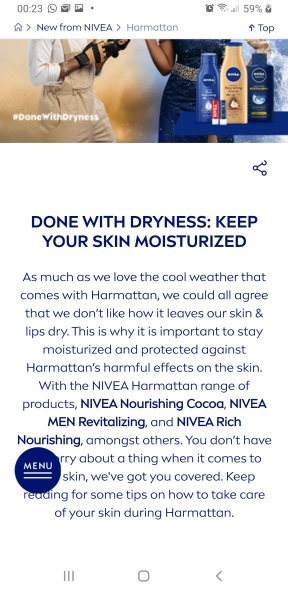 00:23 59%
New from NIVEA > Harmattan ↑ Top
NIVEA NIVEA NIVEA
#DoneWithDryness
DONE WITH DRYNESS: KEEP
YOUR SKIN MOISTURIZED
As much as we love the cool weather that
comes with Harmattan, we could all agree
that we don't like how it leaves our skin &
lips dry. This is why it is important to stay
moisturized and protected against
Harmattan's harmful effects on the skin.
With the NIVEA Harmattan range of
products, NIVEA Nourishing Cocoa, NIVEA
MEN Revitalizing, and NIVEA Rich
Nourishing, amongst others. You don't have
about a thing when it comes to
MENU
skin, we've got you covered. Keep
reading for some tips on how to take care
of your skin during Harmattan.